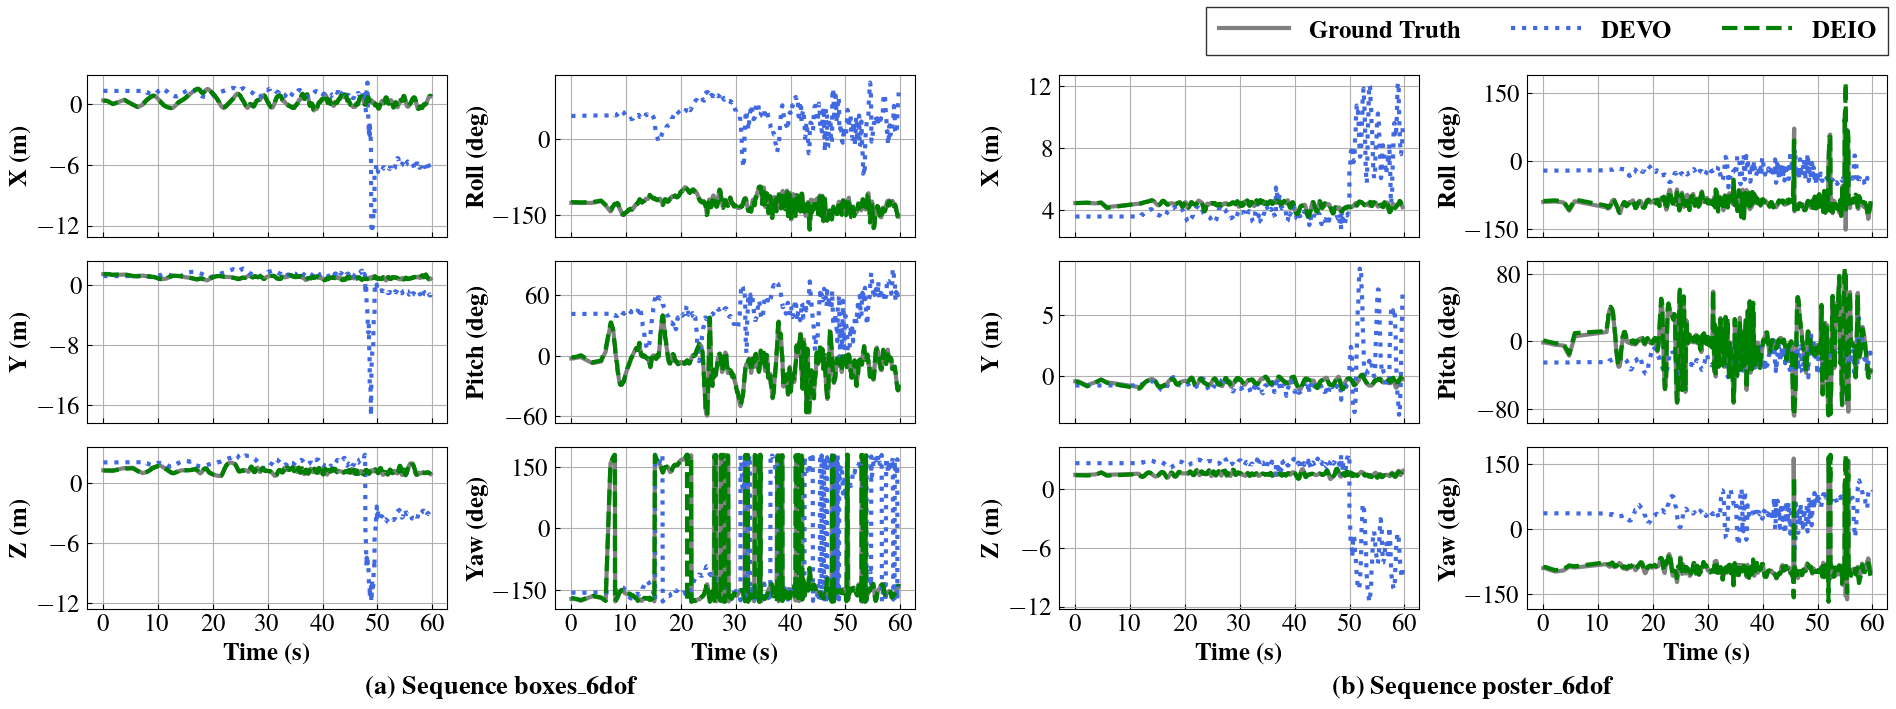 Ground Truth DEVO DEIO
X (m)
0
−6
−12
Roll (deg)
0
−150
Y (m)
0
−8
−16
Pitch (deg)
60
0
−60
Z (m)
0
−6
−12
0 10 20 30 40 50 60
Time (s)
Yaw (deg)
150
0
−150
0 10 20 30 40 50 60
Time (s)
(a) Sequence boxes_6dof
X (m)
12
8
4
Roll (deg
150
0
−150
Y (m)
5
0
Pitch (deg)
80
0
−80
Z (m)
0
−6
−12
0 10 20 30 40 50 60
Time (s)
Yaw (deg)
150
0
−150
0 10 20 30 40 50 60
Time (s)
(b) Sequence poster_6dof